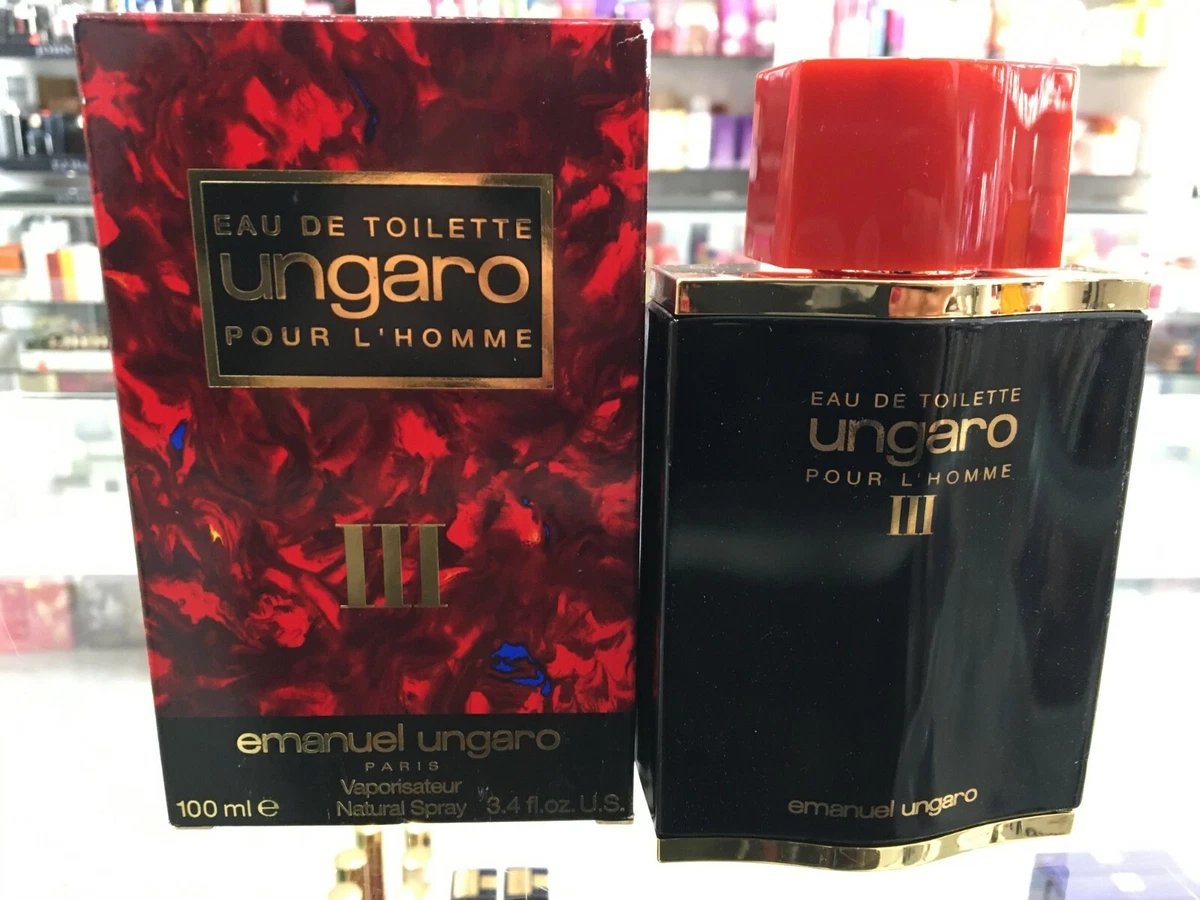 EAU DE TOILETTE
ungaro
POUR L'HOMME
III
emanuel ungaro
PARIS
Vaporisateur
100 ml e Natural Spray 3.4 fl.oz. U.S.
EAU DE TOILETTE
ungaro
POUR L'HOMME
III
emanuel ungaro